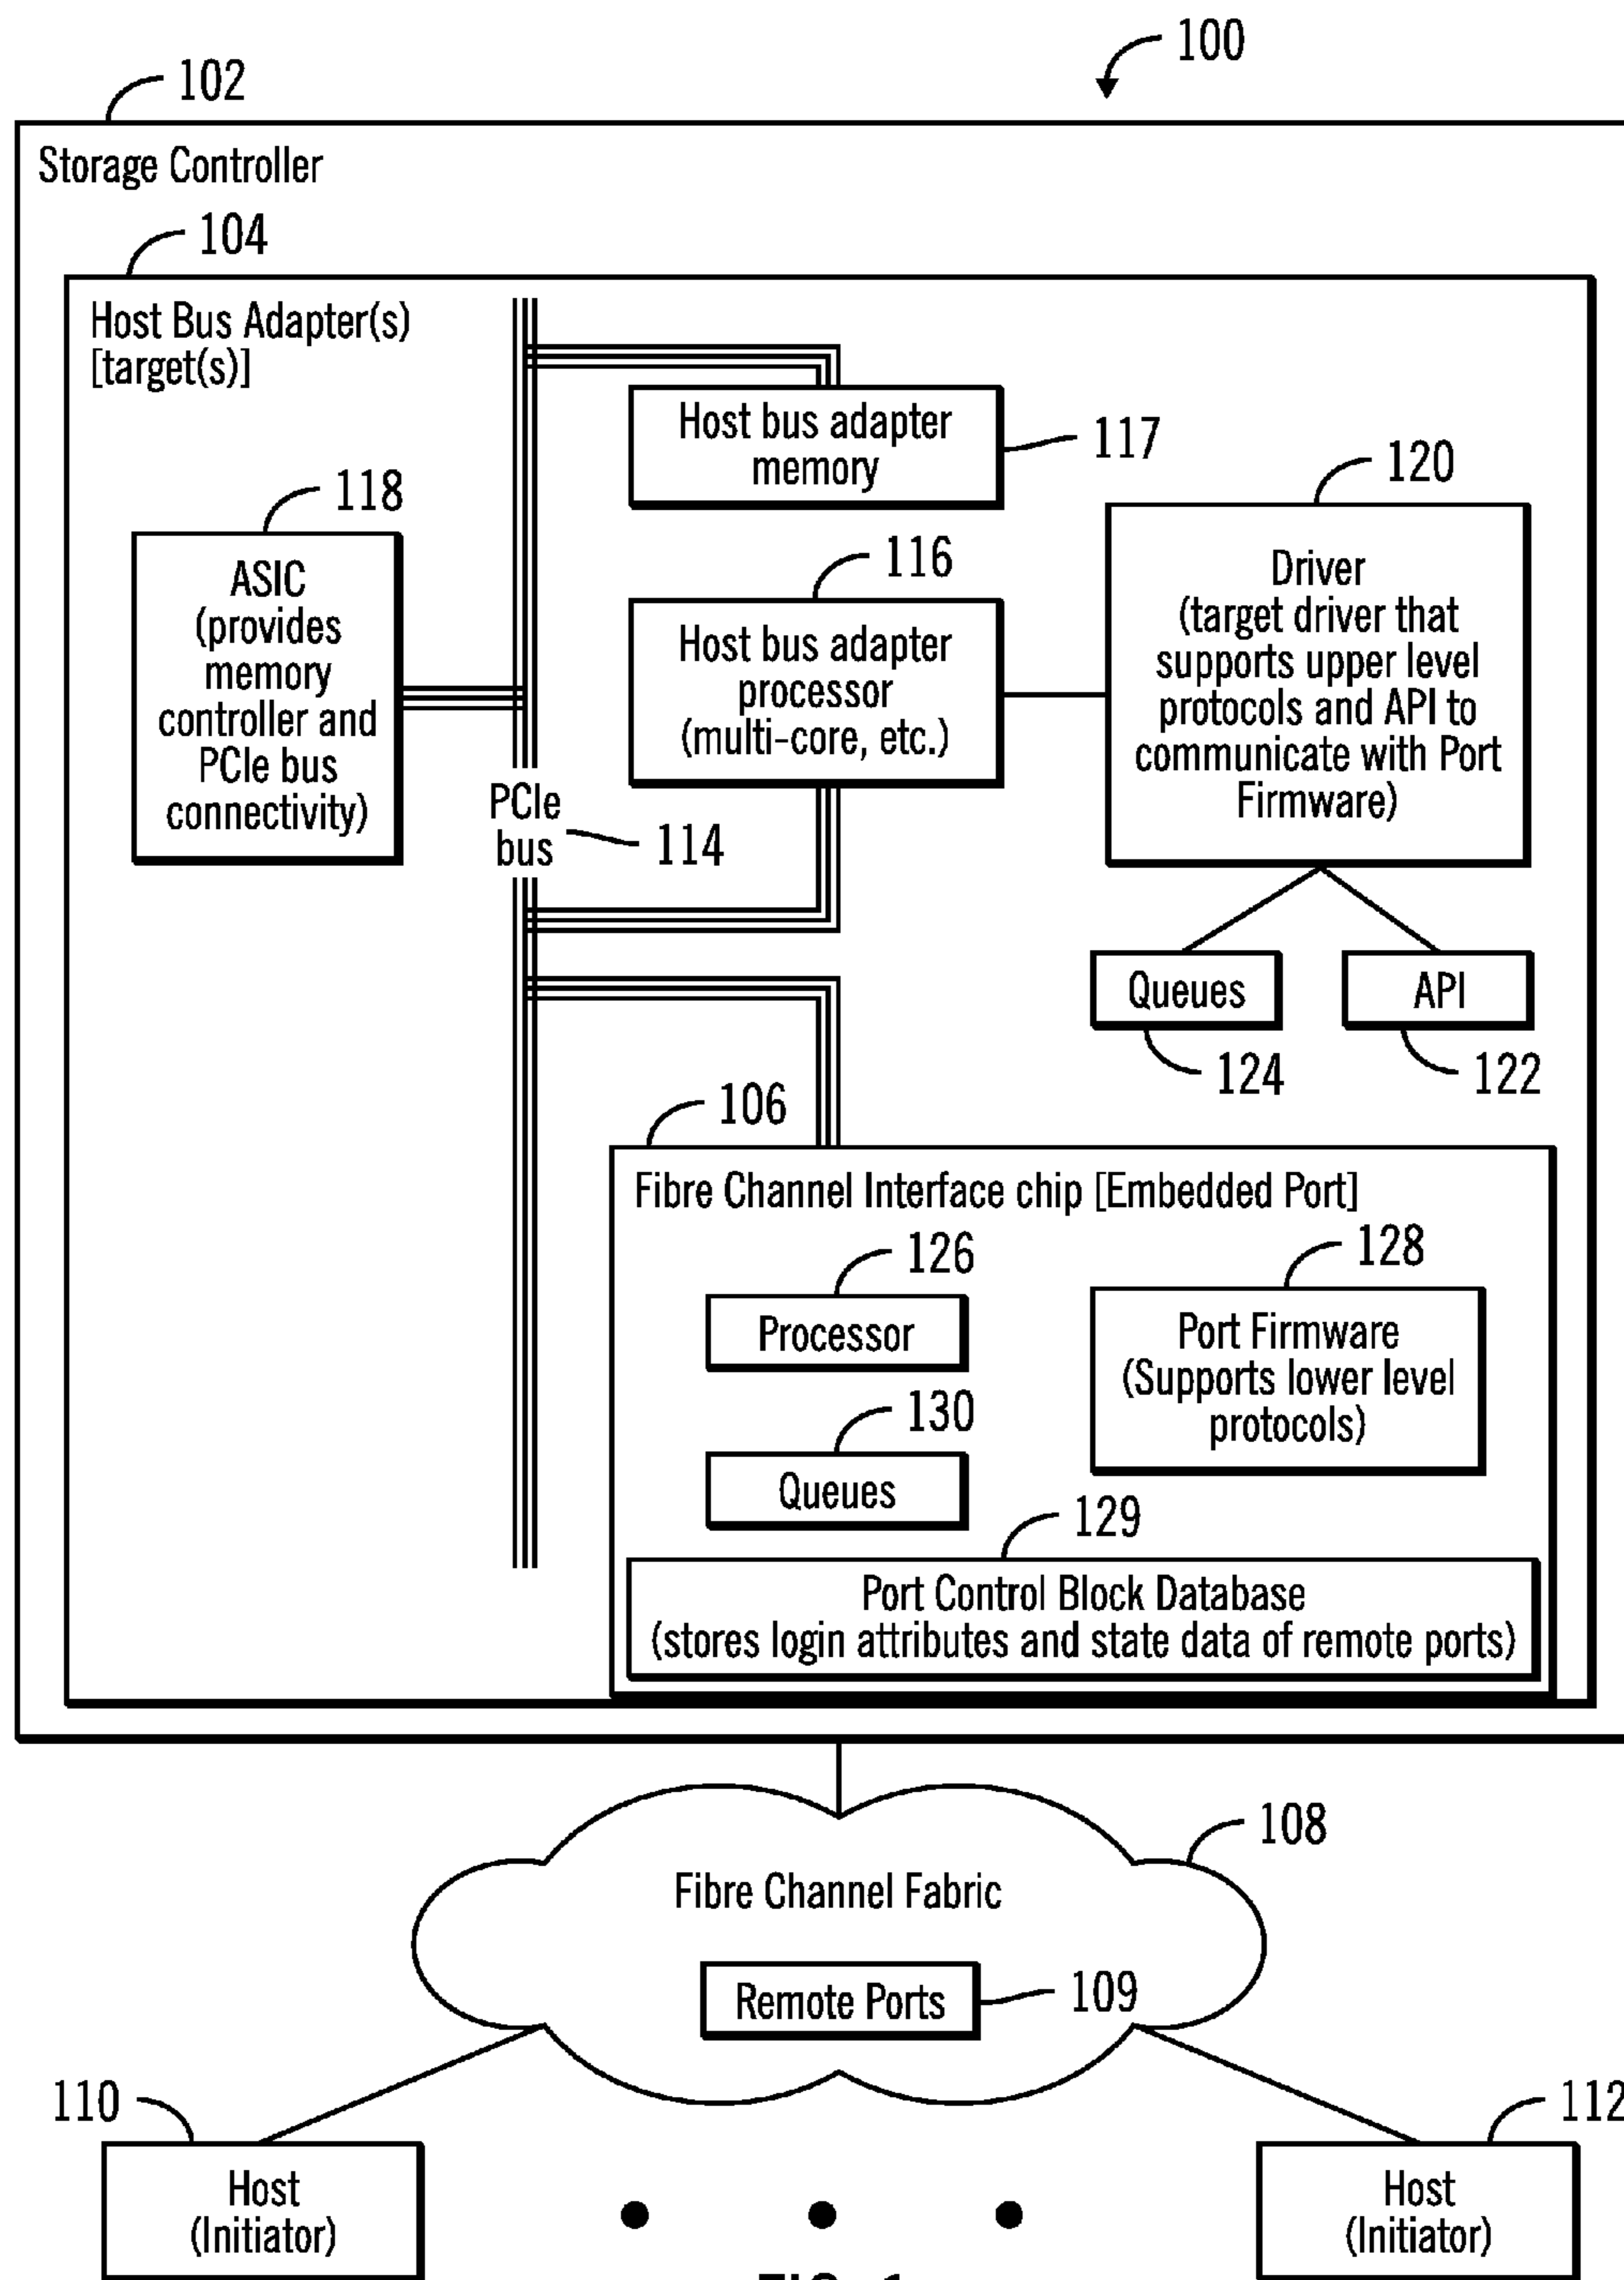 100
102
Storage Controller
104
Host Bus Adapter(s)
[target(s)]
Host bus adapter
memory
117
118
ASIC
(provides
memory
controller and
PCIe bus
connectivity)
116
Host bus adapter
processor
(multi-core, etc.)
120
Driver
(target driver that
supports upper level
protocols and API to
communicate with Port
Firmware)
PCIe
bus
114
Queues
API
124
122
106
Fibre Channel Interface chip [Embedded Port]
126
Processor
128
Port Firmware
(Supports lower level
protocols)
130
Queues
129
Port Control Block Database
(stores login attributes and state data of remote ports)
108
Fibre Channel Fabric
Remote Ports
109
110
Host
(Initiator)
112
Host
(Initiator)